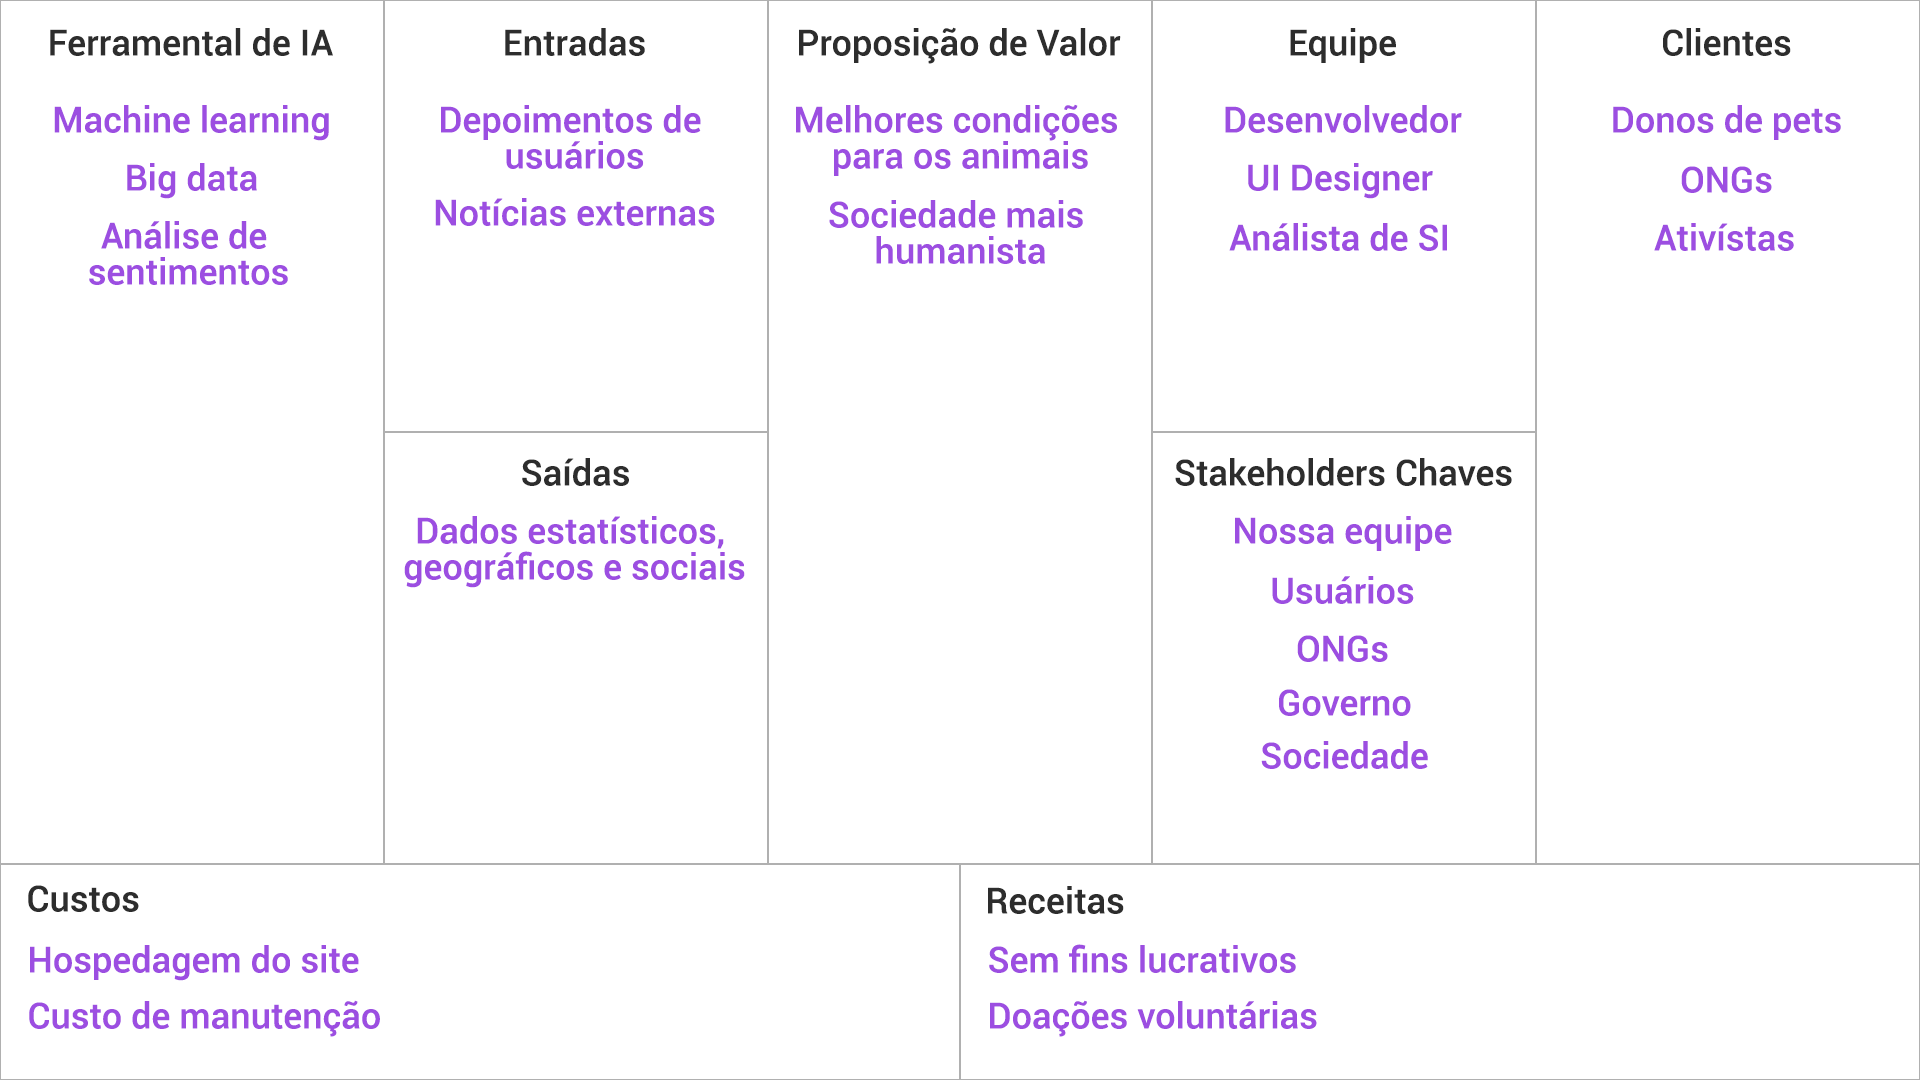 Ferramental de IA
Machine learning
Big data
Análise de
sentimentos
Entradas
Depoimentos de
usuários
Notícias externas
Saídas
Dados estatísticos,
geográficos e sociais
Proposição de Valor
Melhores condições
para os animais
Sociedade mais
humanista
Equipe
Desenvolvedor
UI Designer
Análista de SI
Stakeholders Chaves
Nossa equipe
Usuários
ONGs
Governo
Sociedade
Clientes
Donos de pets
ONGs
Ativístas
Custos
Hospedagem do site
Custo de manutenção
Receitas
Sem fins lucrativos
Doações voluntárias